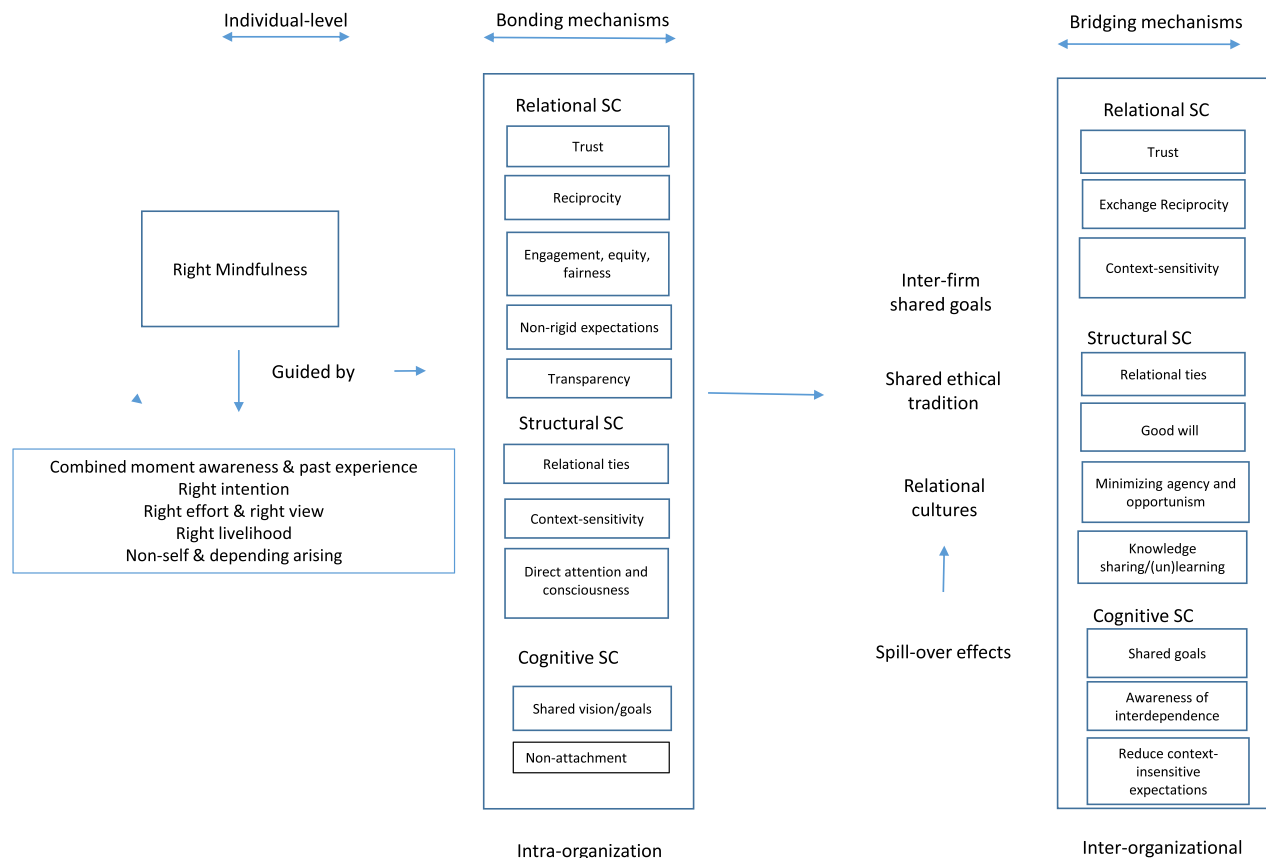 Individual-level
Bonding mechanisms
Bridging mechanisms
Right Mindfulness
Guided by
Combined moment awareness & past experience
Right intention
Right effort & right view
Right livelihood
Non-self & depending arising
Relational SC
Trust
Reciprocity
Engagement, equity,
fairness
Non-rigid expectations
Transparency
Structural SC
Relational ties
Context-sensitivity
Direct attention and
consciousness
Cognitive SC
Shared vision/goals
Non-attachment
Intra-organization
Inter-firm
shared goals
Shared ethical
tradition
Relational
cultures
Spill-over effects
Relational SC
Trust
Exchange Reciprocity
Context-sensitivity
Structural SC
Relational ties
Good will
Minimizing agency and
opportunism
Knowledge
sharing/(un)learning
Cognitive SC
Shared goals
Awareness of
interdependence
Reduce context-
insensitive
expectations
Inter-organizational